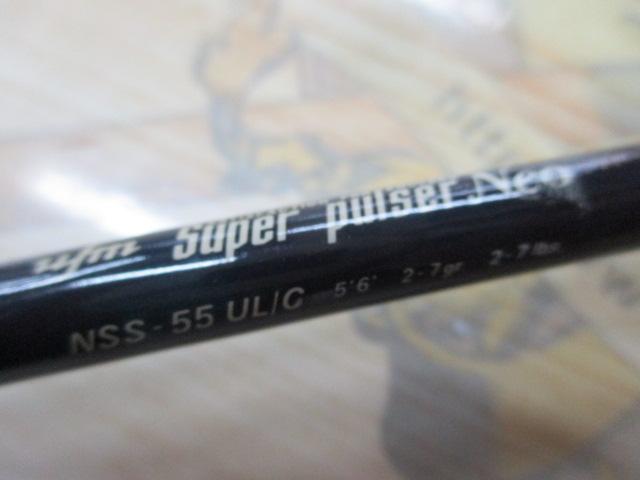 ufm Super pulser Neo
NSS-55 UL/C 5'6" 2-7gr 2-7lbs